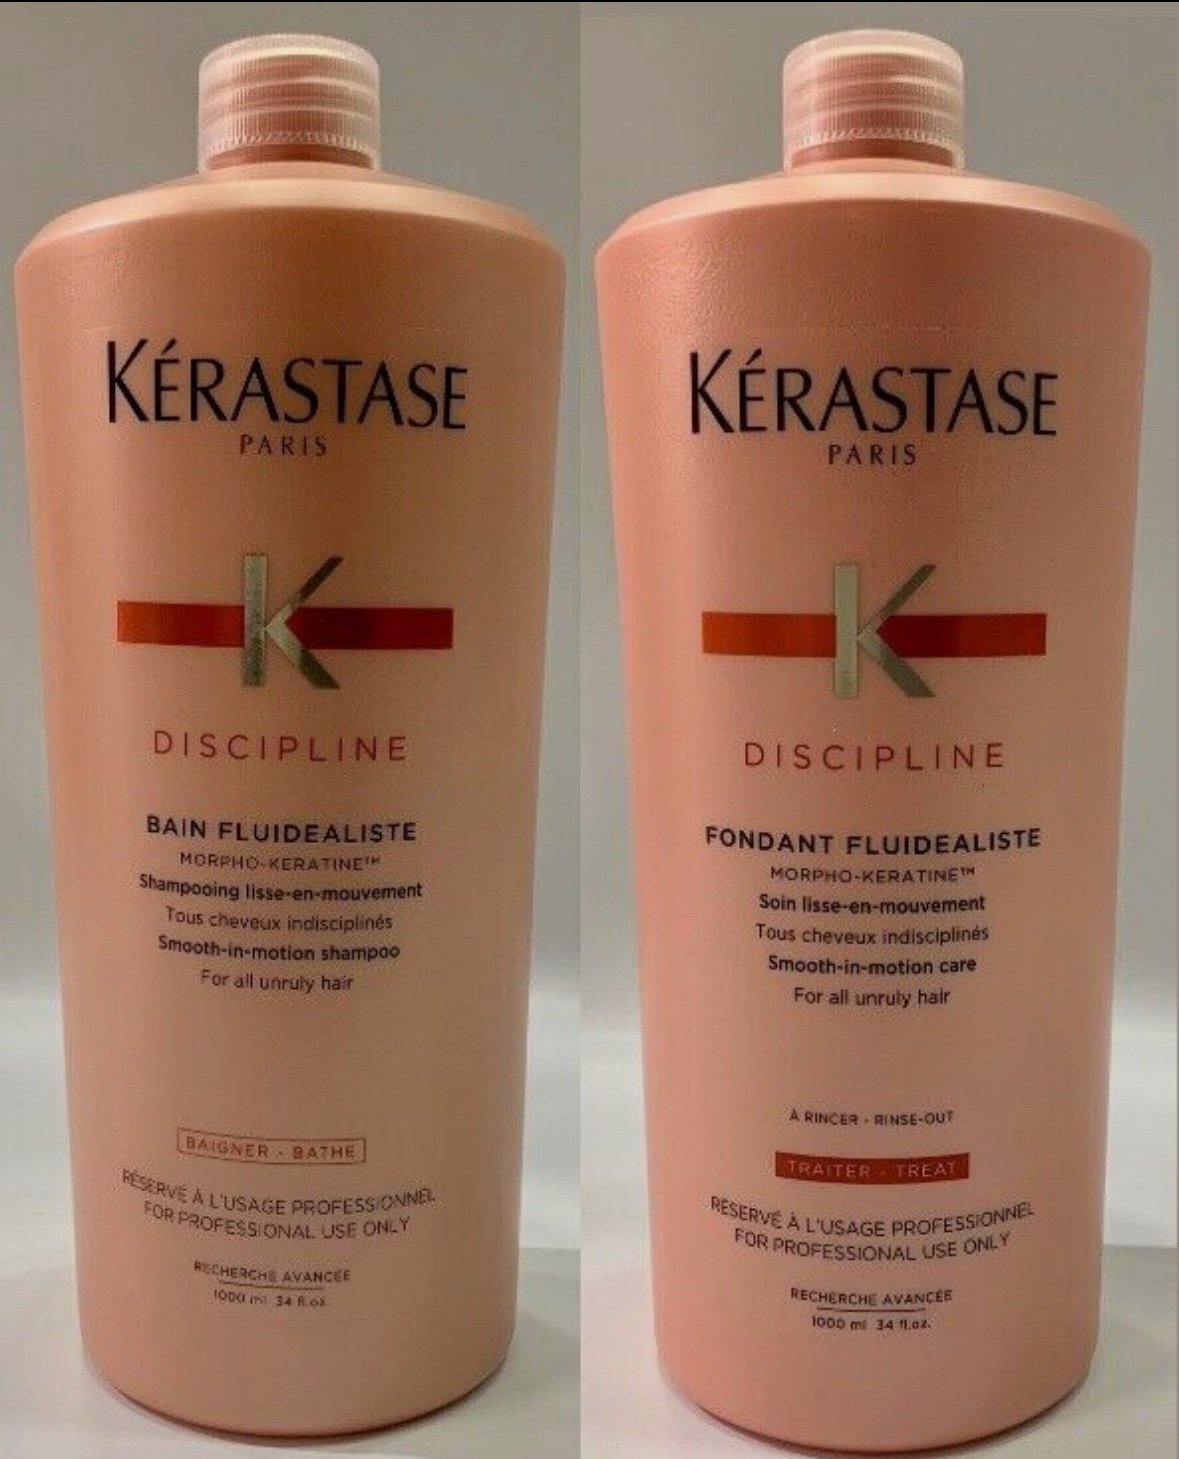 KÉRASTASE
PARIS
K
DISCIPLINE
BAIN FLUIDEALISTE
MORPHO-KERATINE™
Shampooing lisse-en-mouvement
Tous cheveux indisciplinés
Smooth-in-motion shampoo
For all unruly hair
BAIGNER - BATHE
RÉSERVÉ À L'USAGE PROFESSIONNEL
FOR PROFESSIONAL USE ONLY
RECHERCHE AVANCÉE
1000 ml 34 fl.oz.
KÉRASTASE
PARIS
K
DISCIPLINE
FONDANT FLUIDEALISTE
MORPHO-KERATINE™
Soin lisse-en-mouvement
Tous cheveux indisciplinés
Smooth-in-motion care
For all unruly hair
À RINCER - RINSE-OUT
TRAITER - TREAT
RÉSERVÉ À L'USAGE PROFESSIONNEL
FOR PROFESSIONAL USE ONLY
RECHERCHE AVANCÉE
1000 ml 34 fl.oz.